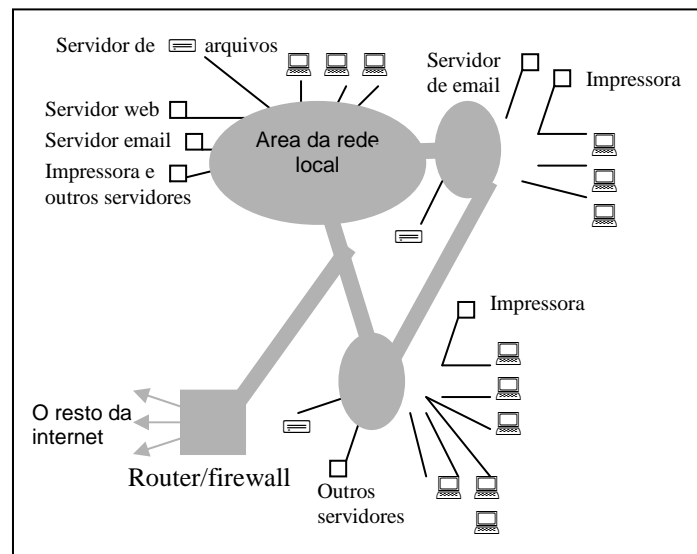 Servidor de arquivos
Servidor de email
Impressora
Servidor web
Servidor email
Impressora e
outros servidores
Area da rede
local
Impressora
O resto da
internet
Router/firewall
Outros
servidores